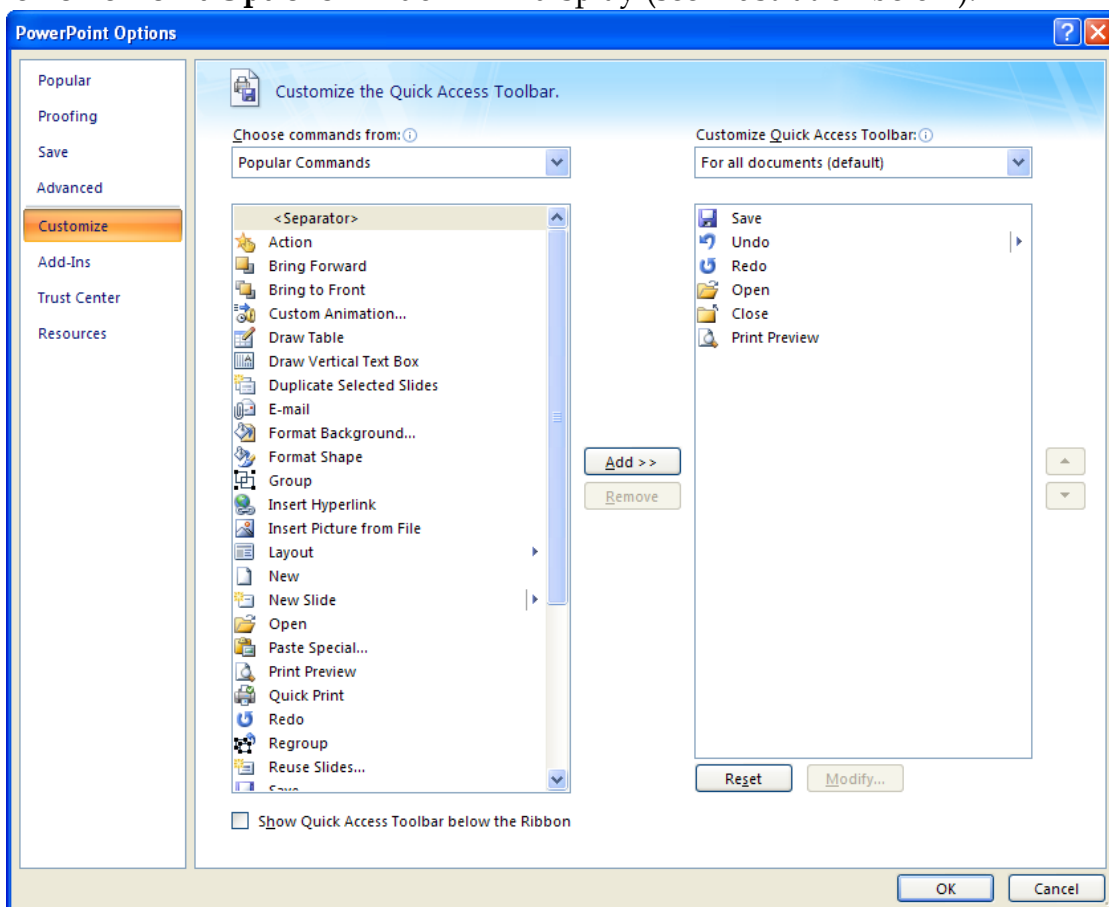 PowerPoint Options
Popular
Proofing
Save
Advanced
Customize
Add-Ins
Trust Center
Resources
Customize the Quick Access Toolbar.
Choose commands from:
Popular Commands
<Separator>
Action
Bring Forward
Bring to Front
Custom Animation...
Draw Table
Draw Vertical Text Box
Duplicate Selected Slides
E-mail
Format Background...
Format Shape
Group
Insert Hyperlink
Insert Picture from File
Layout
New
New Slide
Open
Paste Special...
Print Preview
Quick Print
Redo
Regroup
Reuse Slides...
Save
Show Quick Access Toolbar below the Ribbon
Add >>
Remove
Customize Quick Access Toolbar:
For all documents (default)
Save
Undo
Redo
Open
Close
Print Preview
Reset
Modify...
OK
Cancel